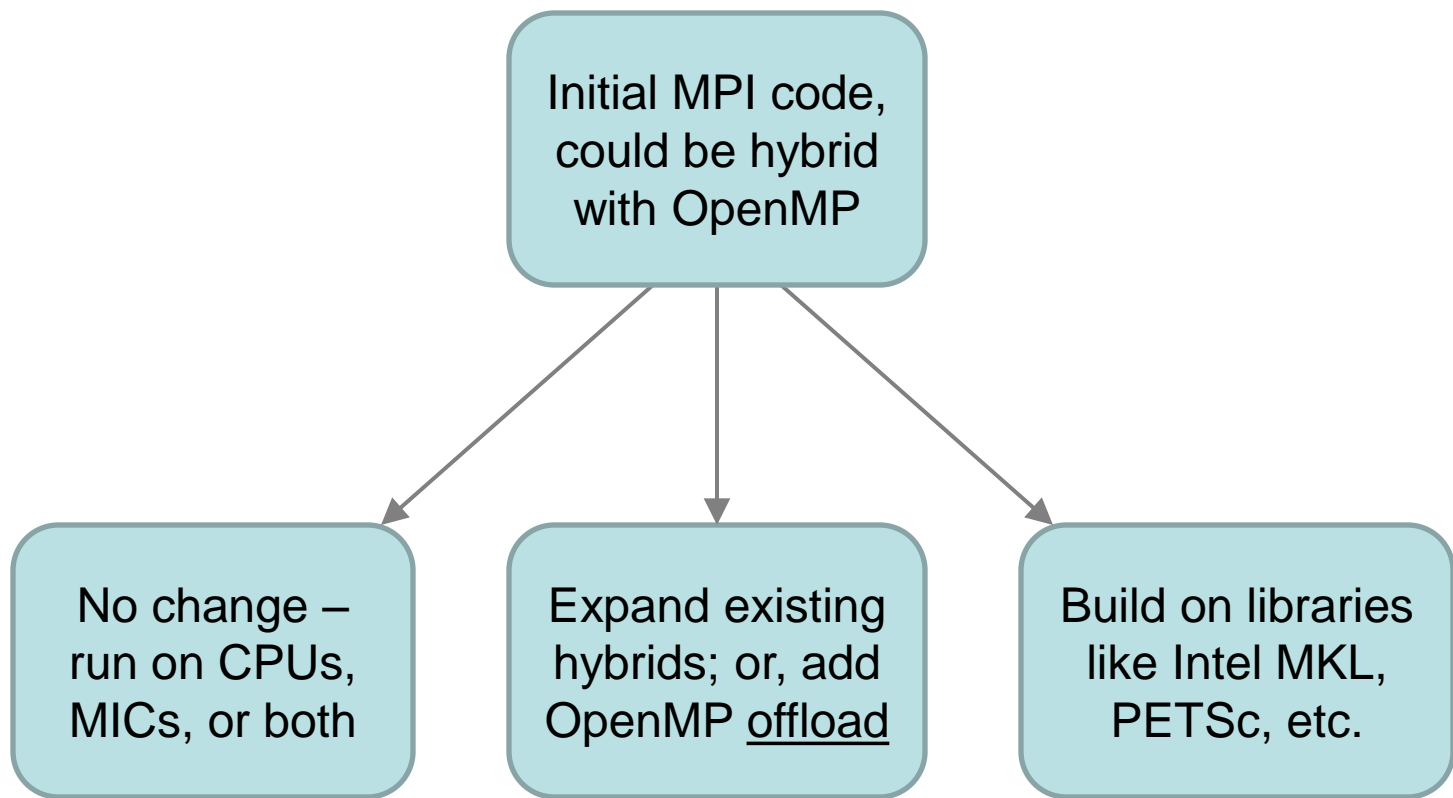 Initial MPI code,
could be hybrid
with OpenMP
No change –
run on CPUs,
MICs, or both
Expand existing
hybrids; or, add
OpenMP offload
Build on libraries
like Intel MKL,
PETSc, etc.